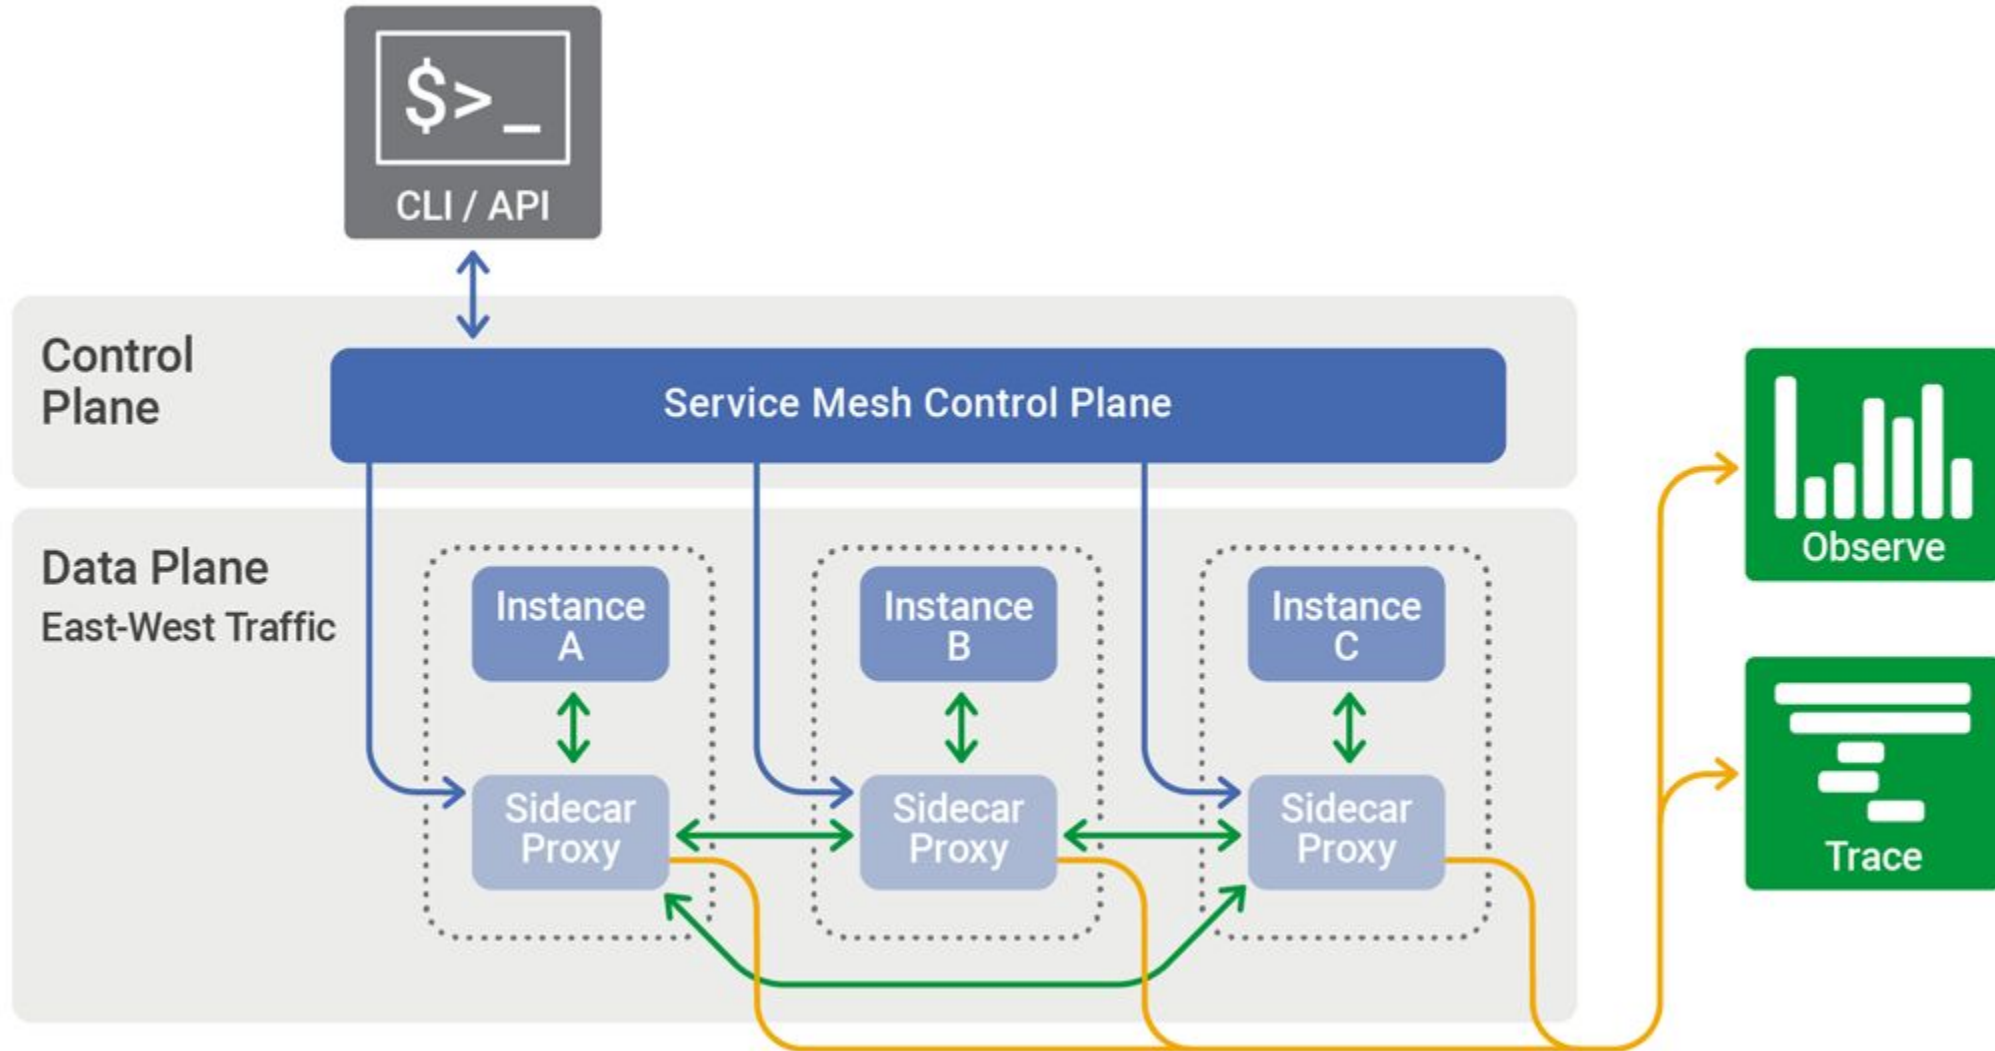 $>_
CLI / API
Control
Plane
Service Mesh Control Plane
Data Plane
East-West Traffic
Instance
A
Instance
B
Instance
C
Sidecar
Proxy
Sidecar
Proxy
Sidecar
Proxy
Observe
Trace